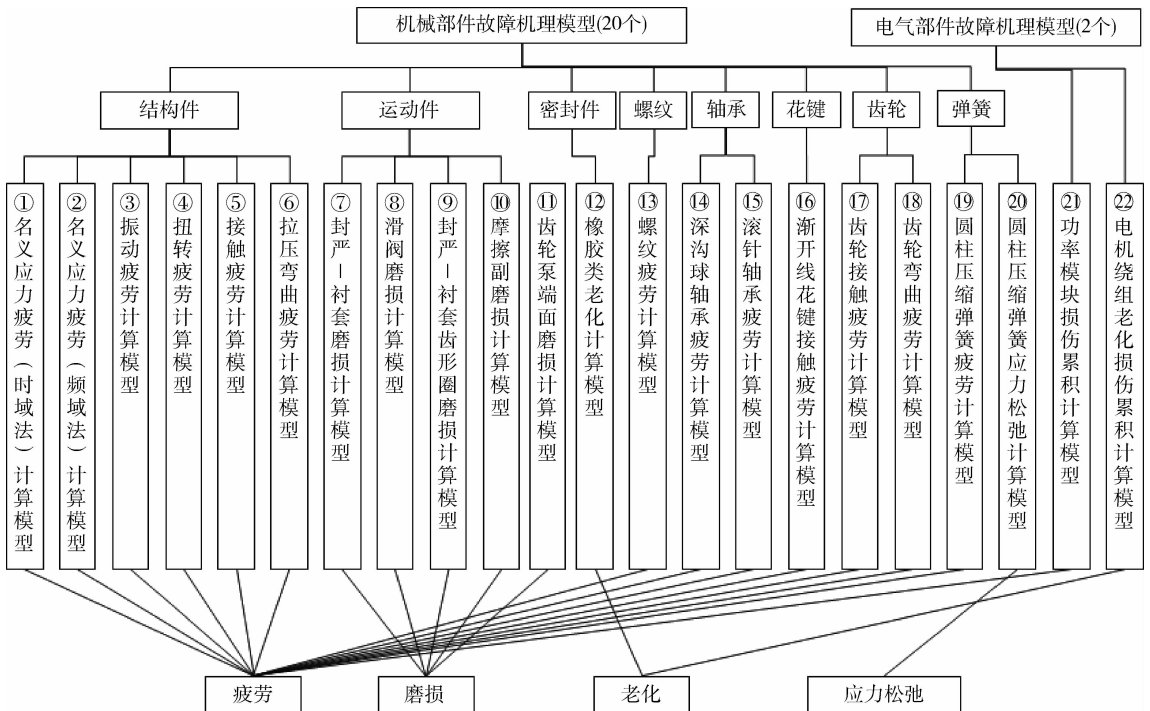 机械部件故障机理模型(20个)
电气部件故障机理模型(2个)
结构件
运动件
密封件
螺纹
轴承
花键
齿轮
弹簧
①名义应力疲劳（时域法）计算模型
②名义应力疲劳（频域法）计算模型
③振动疲劳计算模型
④扭转疲劳计算模型
⑤接触疲劳计算模型
⑥拉压弯曲疲劳计算模型
⑦封严－衬套磨损计算模型
⑧滑阀磨损计算模型
⑨封严－衬套齿形圈磨损计算模型
⑩摩擦副磨损计算模型
⑪齿轮泵端面磨损计算模型
⑫橡胶类老化计算模型
⑬螺纹疲劳计算模型
⑭深沟球轴承疲劳计算模型
⑮滚针轴承疲劳计算模型
⑯渐开线花键接触疲劳计算模型
⑰齿轮接触疲劳计算模型
⑱齿轮弯曲疲劳计算模型
⑲圆柱压缩弹簧疲劳计算模型
⑳圆柱压缩弹簧应力松弛计算模型
㉑功率模块损伤累积计算模型
㉒电机绕组老化损伤累积计算模型
疲劳
磨损
老化
应力松弛